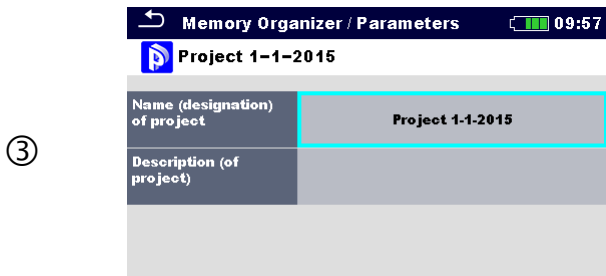 Memory Organizer / Parameters 09:57
Project 1-1-2015
Name (designation)
of project
Project 1-1-2015
③
Description (of
project)